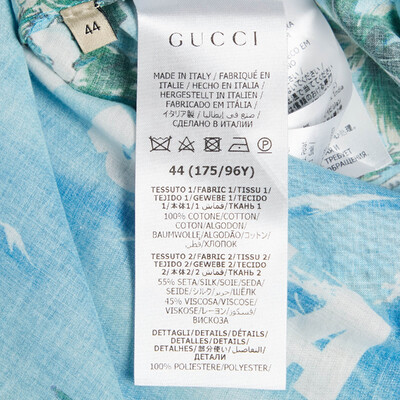 44
GUCCI
MADE IN ITALY / FABRIQUÉ EN
ITALIE / HECHO EN ITALIA /
HERGESTELLT IN ITALIEN /
FABRICADO EM ITÁLIA /
イタリア製 / صنع في إيطاليا /
СДЕЛАНО В ИТАЛИИ
44 (175/96Y)
TESSUTO 1/FABRIC 1/TISSU 1/
TEJIDO 1/GEWEBE 1/TECIDO
1/本体1/قماش 1/ТКАНЬ 1
100% COTONE/COTTON/
COTON/ALGODON/
BAUMWOLLE/ALGODÃO/コットン/
قطن/ХЛОПОК
TESSUTO 2/FABRIC 2/TISSU 2/
TEJIDO 2/GEWEBE 2/TECIDO
2/本体2/قماش 2/ТКАНЬ 2
55% SETA/SILK/SOIE/SEDA/
SEIDE/シルク/حرير/ШЁЛК
45% VISCOSA/VISCOSE/
VISKOSE/レーヨン/فيسكوز/
ВИСКОЗА
DETTAGLI/DETAILS/DÉTAILS/
DETALLES/DETAILS/
DETALHES/部分使い/التفاصيل/
ДЕТАЛИ
100% POLIESTERE/POLYESTER/
ТРЕБУЕТ